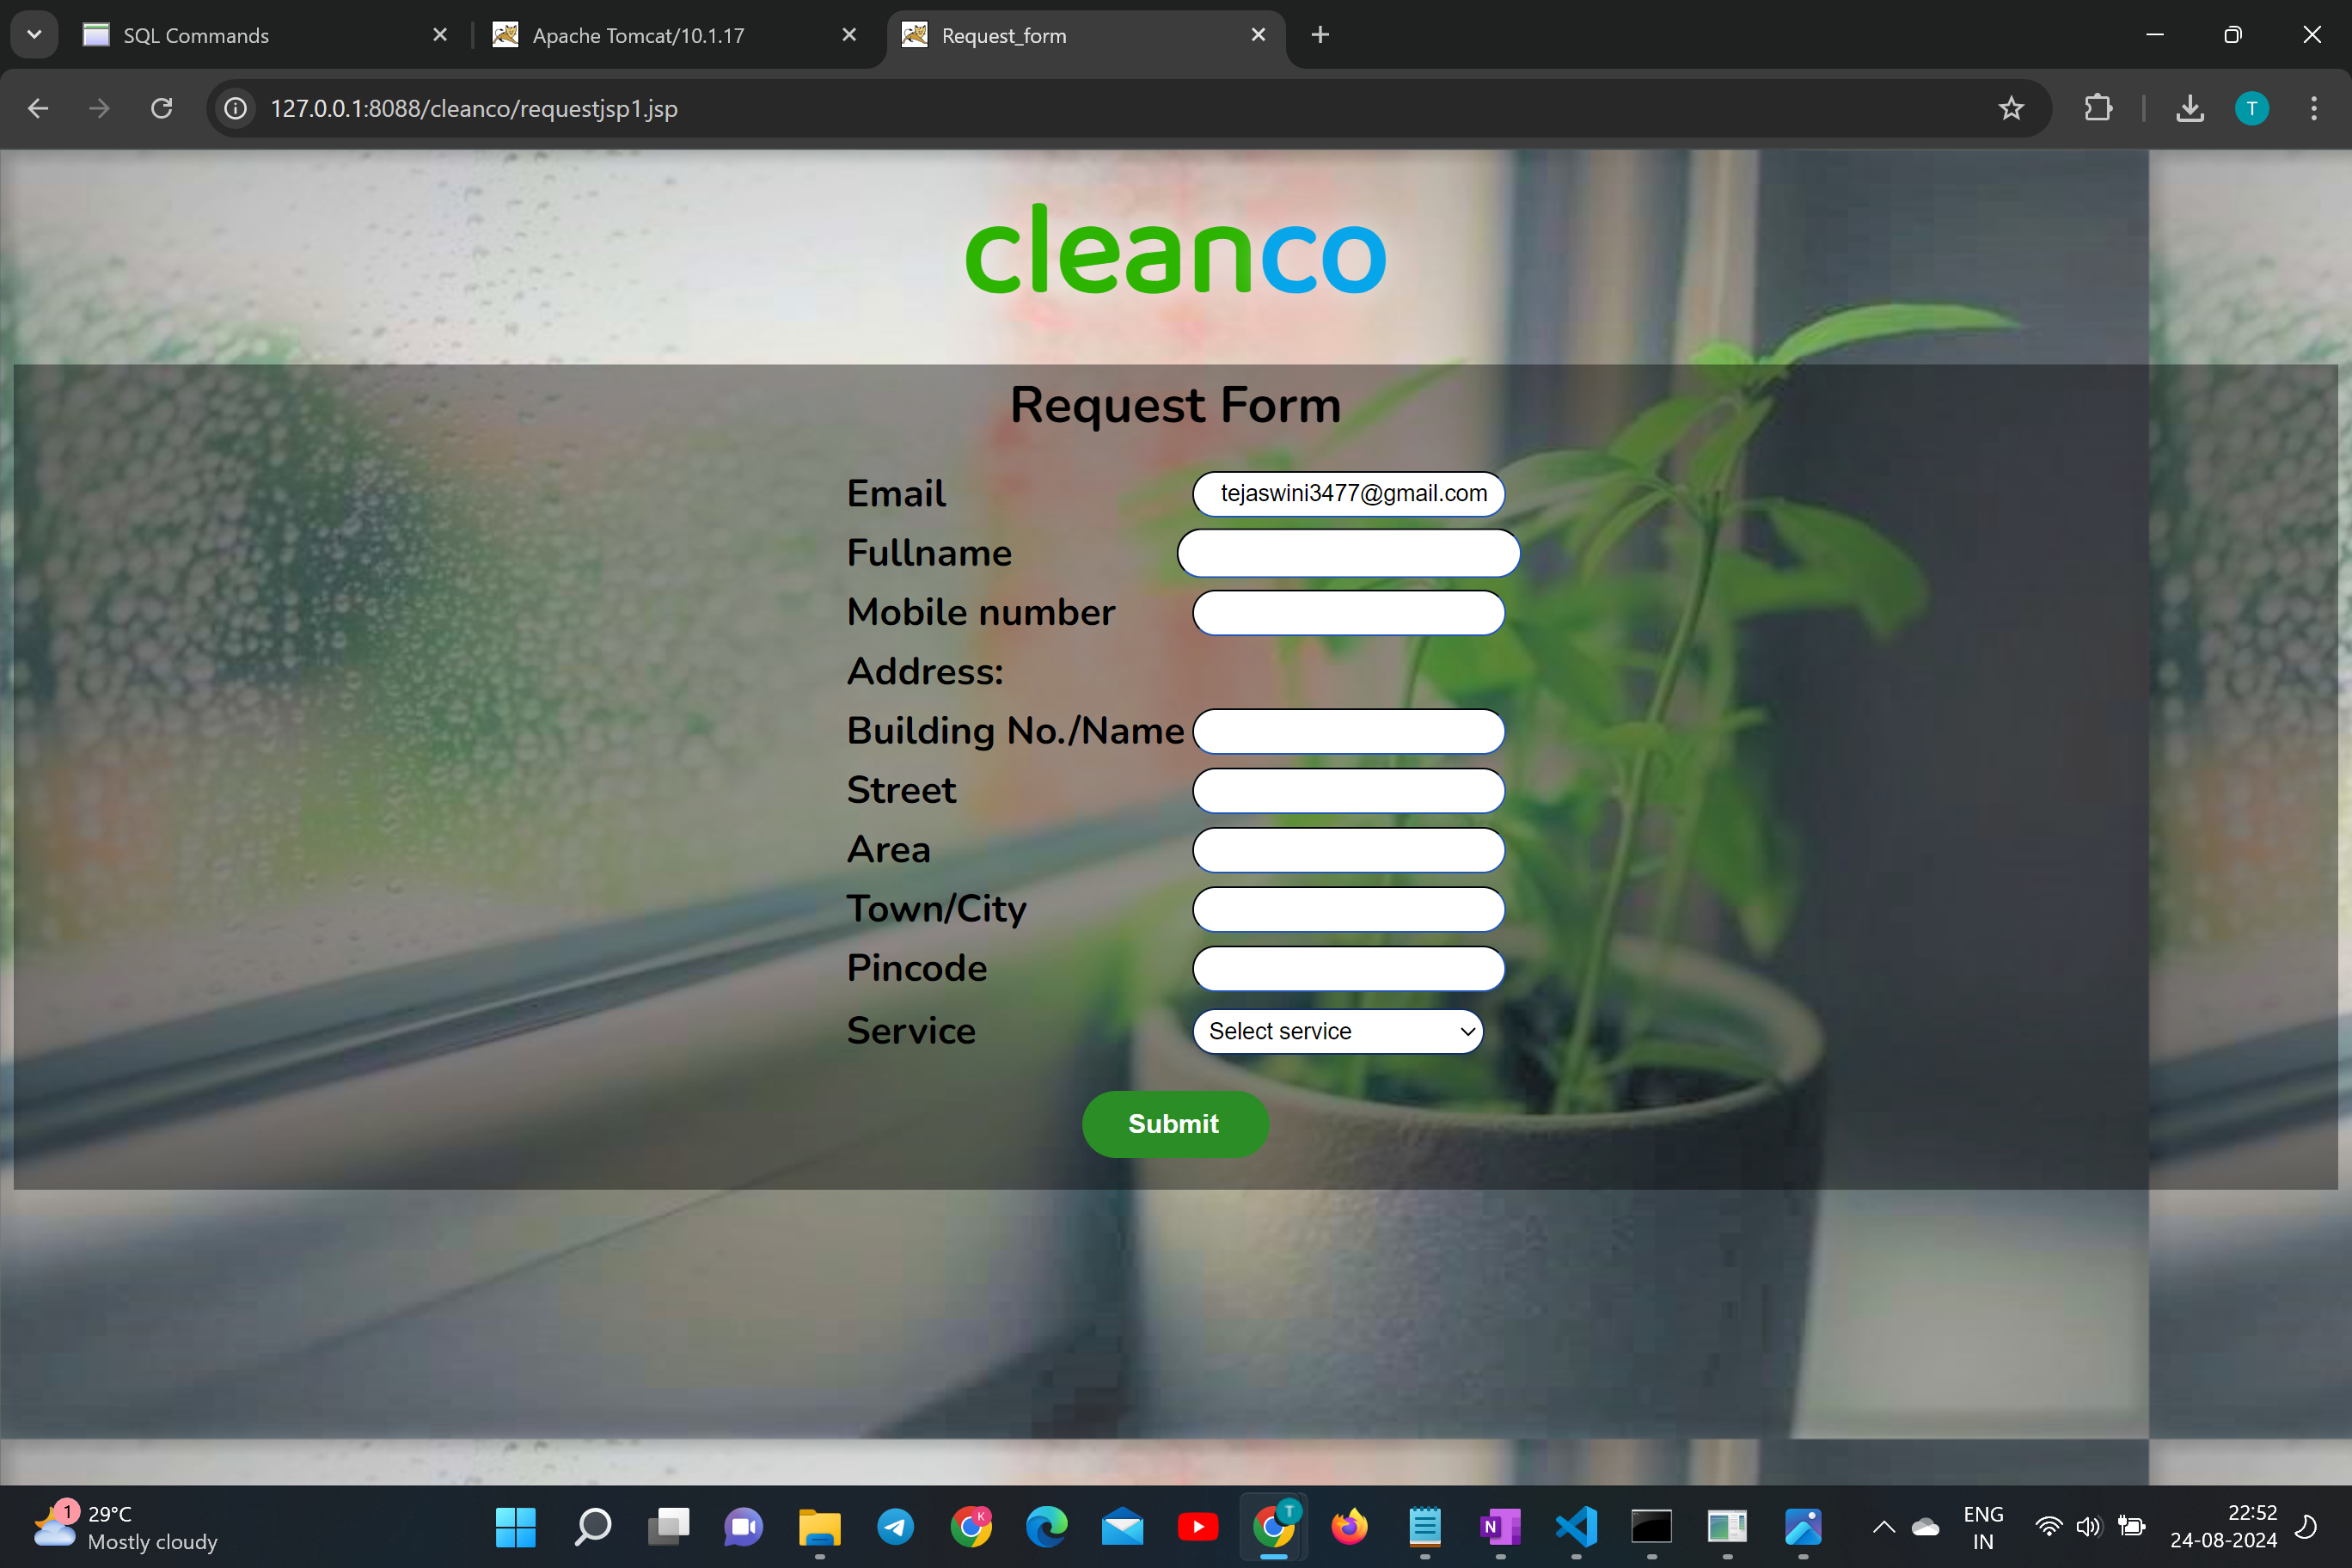 SQL Commands
Apache Tomcat/10.1.17
Request_form
127.0.0.1:8088/cleanco/requestjsp1.jsp
T
cleanco
Request Form
Email tejaswini3477@gmail.com
Fullname
Mobile number
Address:
Building No./Name
Street
Area
Town/City
Pincode
Service Select service
Submit
1
29°C
Mostly cloudy
K
T
N
ENG
IN
22:52
24-08-2024